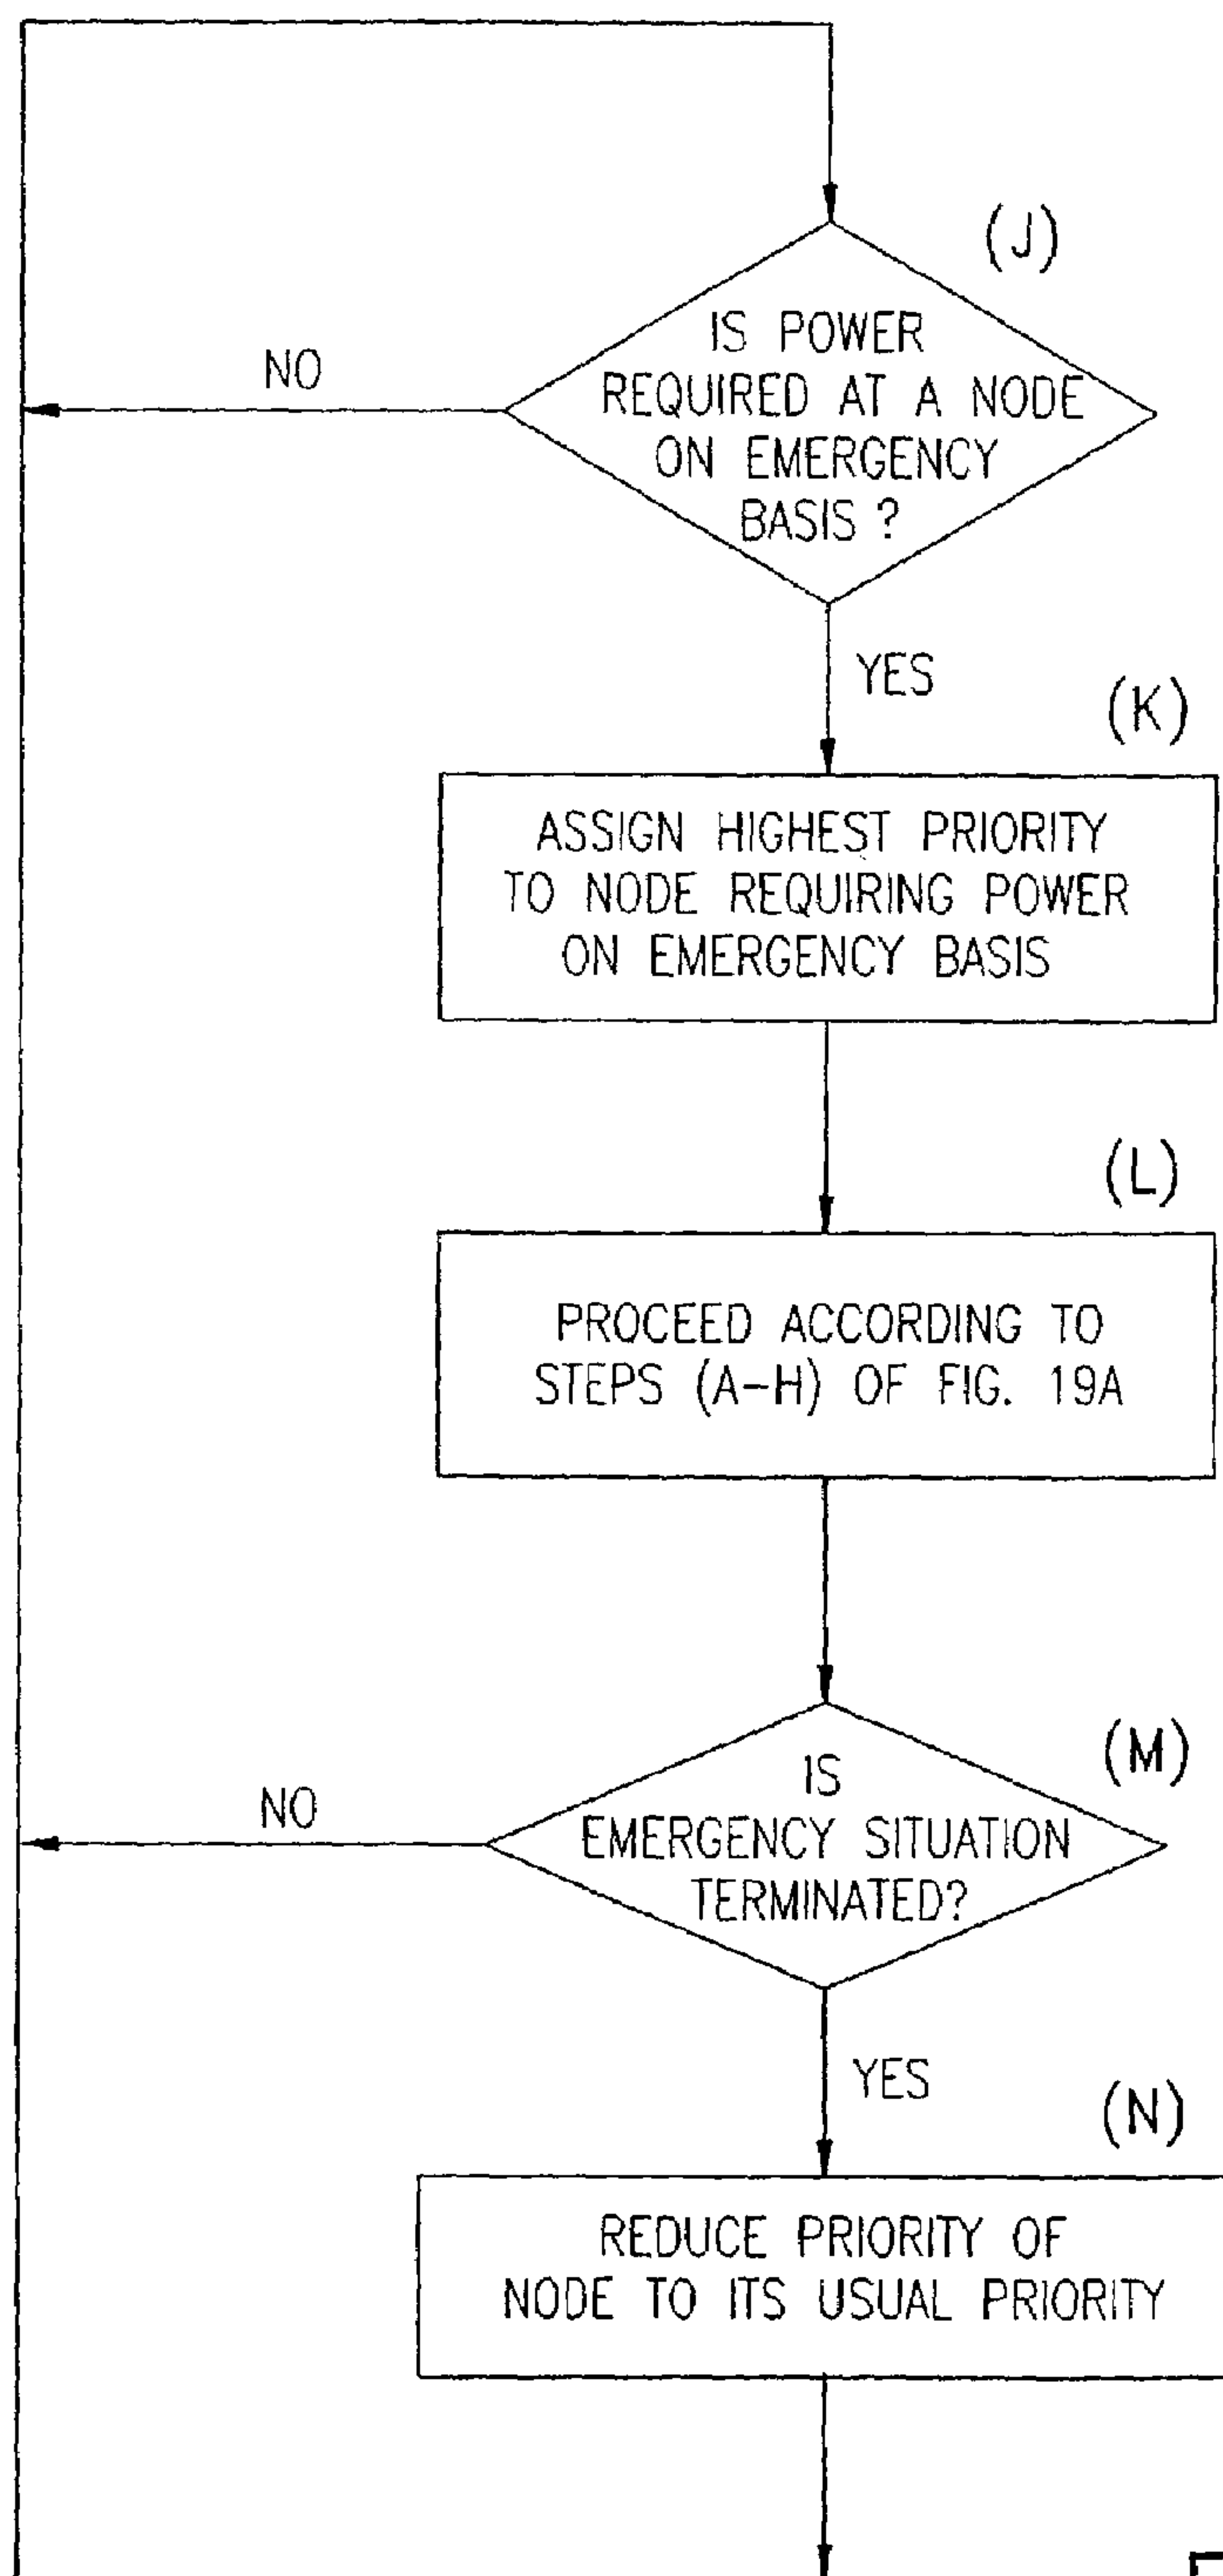 (J)
IS POWER
REQUIRED AT A NODE
ON EMERGENCY
BASIS ?
NO
YES
(K)
ASSIGN HIGHEST PRIORITY
TO NODE REQUIRING POWER
ON EMERGENCY BASIS
(L)
PROCEED ACCORDING TO
STEPS (A-H) OF FIG. 19A
(M)
IS
EMERGENCY SITUATION
TERMINATED?
NO
YES
(N)
REDUCE PRIORITY OF
NODE TO ITS USUAL PRIORITY